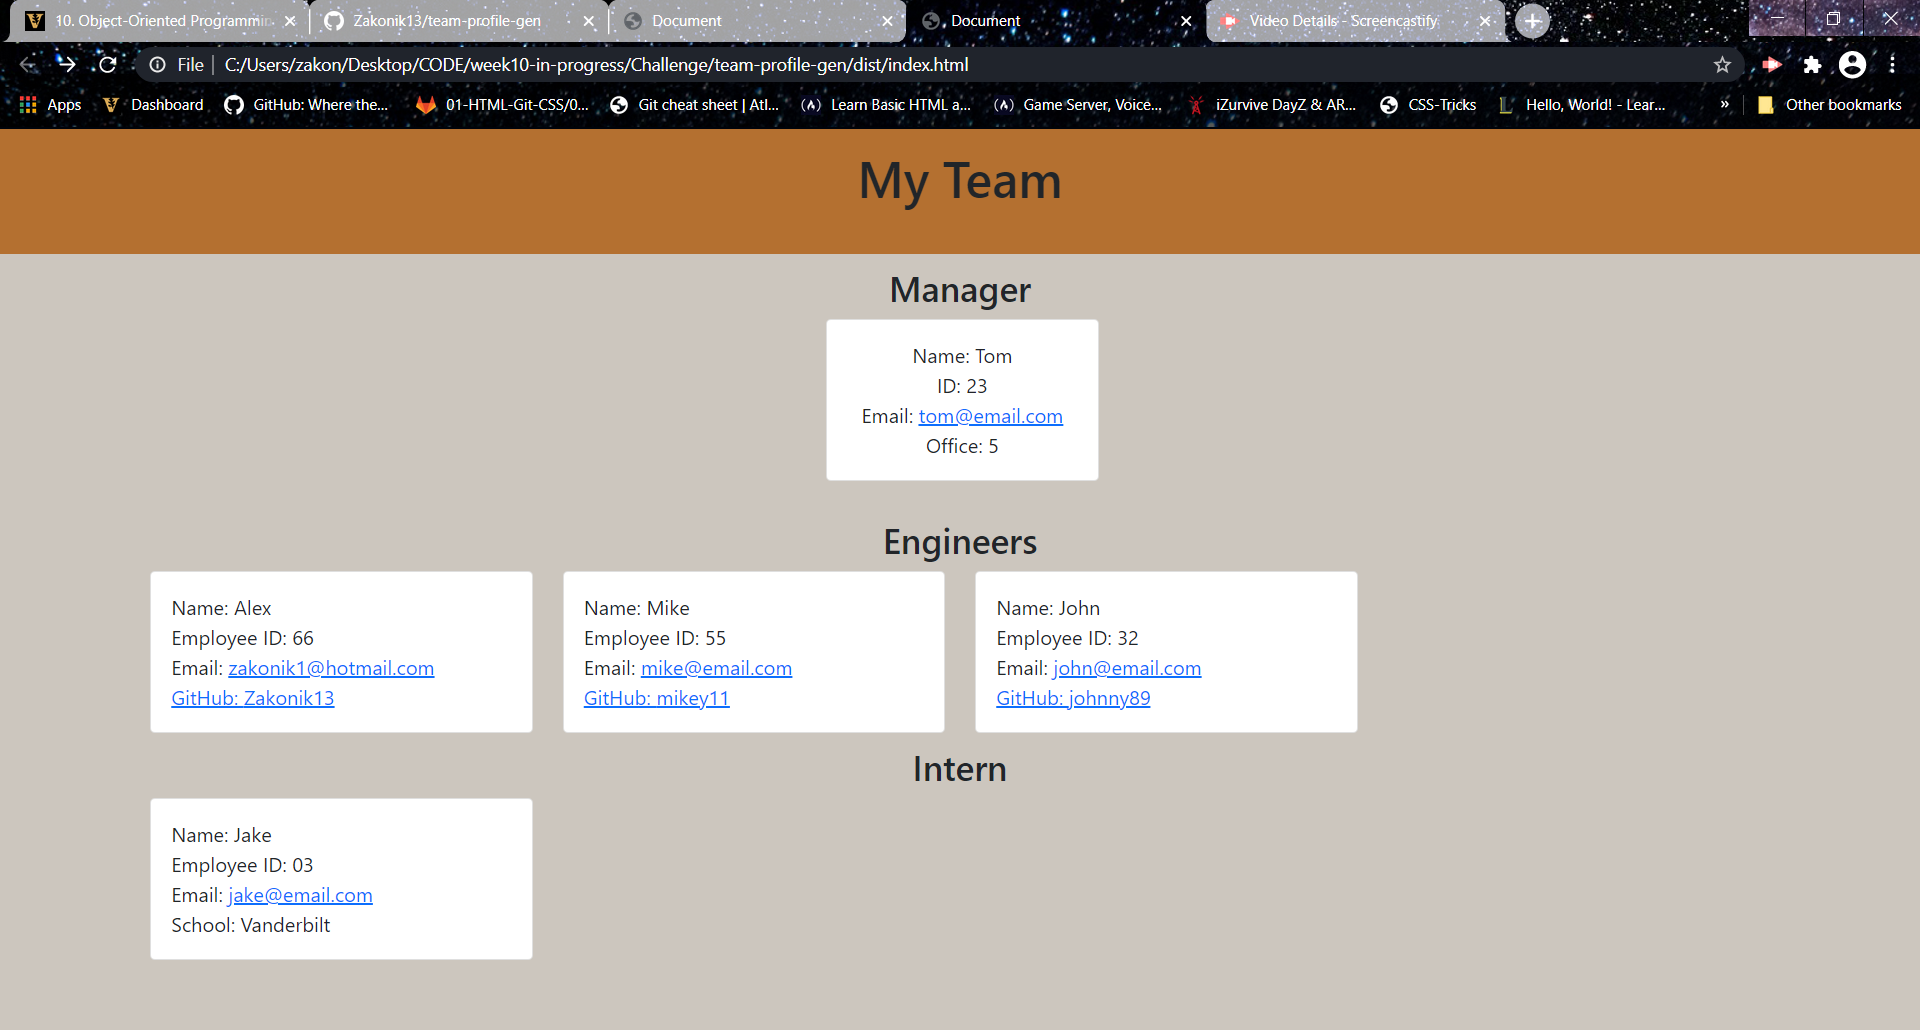 10. Object-Oriented Programmin
Zakonik13/team-profile-gen
Document
Document
Video Details - Screencastify
File
C:/Users/zakon/Desktop/CODE/week10-in-progress/Challenge/team-profile-gen/dist/index.html
Apps
Dashboard
GitHub: Where the...
01-HTML-Git-CSS/0...
Git cheat sheet | Atl...
Learn Basic HTML a...
Game Server, Voice...
iZurvive DayZ & AR...
CSS-Tricks
Hello, World! - Lear...
»
Other bookmarks
My Team
Manager
Name: Tom
ID: 23
Email: tom@email.com
Office: 5
Engineers
Name: Alex
Employee ID: 66
Email: zakonik1@hotmail.com
GitHub: Zakonik13
Name: Mike
Employee ID: 55
Email: mike@email.com
GitHub: mikey11
Name: John
Employee ID: 32
Email: john@email.com
GitHub: johnny89
Intern
Name: Jake
Employee ID: 03
Email: jake@email.com
School: Vanderbilt